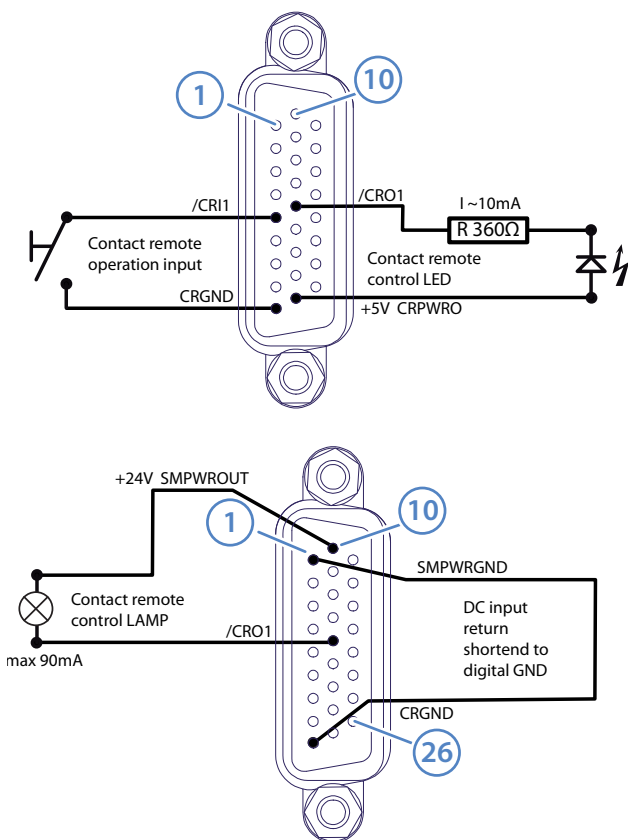 1
10
/CRI1
/CRO1
I ~10mA
R 360Ω
Contact remote
operation input
Contact remote
control LED
CRGND
+5V CRPWRO
+24V SMPWROUT
1
10
SMPWRGND
Contact remote
control LAMP
DC input
return
shortend to
digital GND
/CRO1
max 90mA
CRGND
26